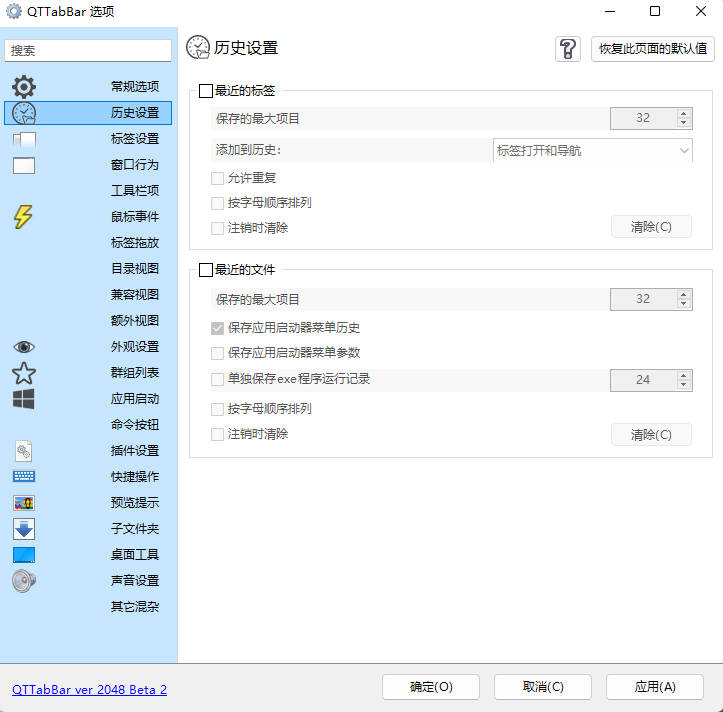 QTTabBar 选项
搜索
常规选项
历史设置
标签设置
窗口行为
工具栏项
鼠标事件
标签拖放
目录视图
兼容视图
额外视图
外观设置
群组列表
应用启动
命令按钮
插件设置
快捷操作
预览提示
子文件夹
桌面工具
声音设置
其它混杂
历史设置
恢复此页面的默认值
最近的标签
保存的最大项目 32
添加到历史: 标签打开和导航
允许重复
按字母顺序排列
注销时清除 清除(C)
最近的文件
保存的最大项目 32
保存应用启动器菜单历史
保存应用启动器菜单参数
单独保存exe程序运行记录 24
按字母顺序排列
注销时清除 清除(C)
QTTabBar ver 2048 Beta 2
确定(O) 取消(C) 应用(A)